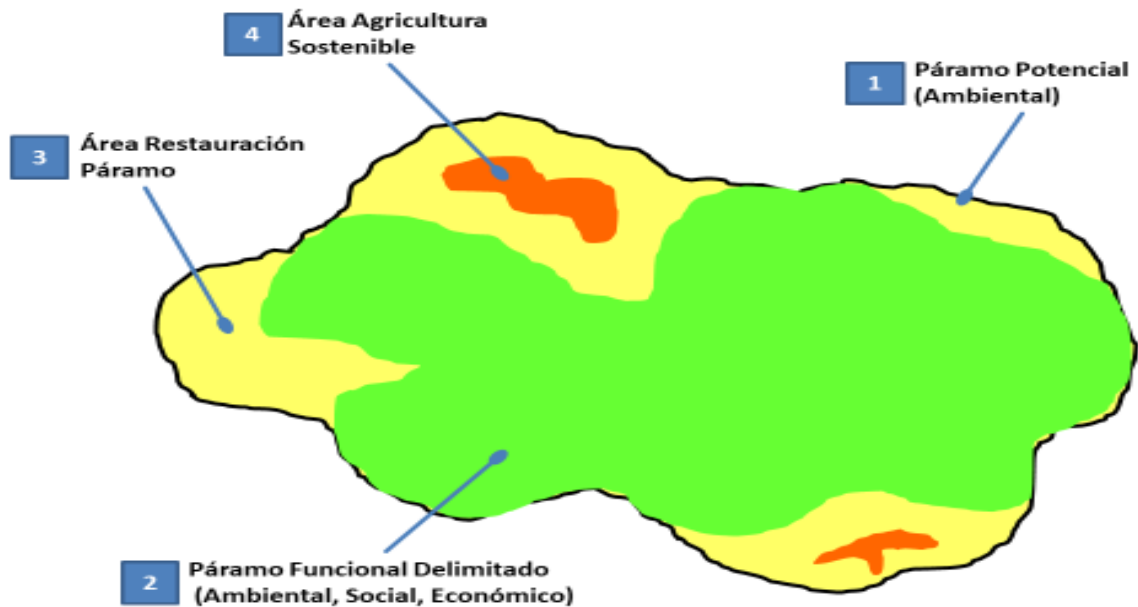 4
Área Agricultura
Sostenible
1
Páramo Potencial
(Ambiental)
3
Área Restauración
Páramo
2
Páramo Funcional Delimitado
(Ambiental, Social, Económico)